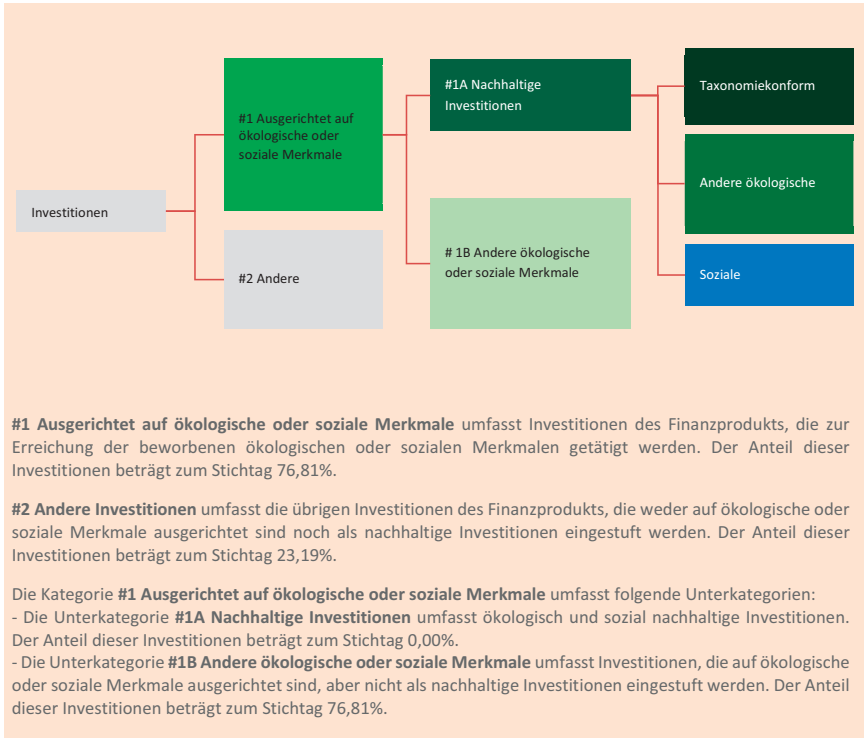 Investitionen
#1 Ausgerichtet auf
ökologische oder
soziale Merkmale
#2 Andere
#1A Nachhaltige
Investitionen
# 1B Andere ökologische
oder soziale Merkmale
Taxonomiekonform
Andere ökologische
Soziale
#1 Ausgerichtet auf ökologische oder soziale Merkmale umfasst Investitionen des Finanzprodukts, die zur
Erreichung der beworbenen ökologischen oder sozialen Merkmalen getätigt werden. Der Anteil dieser
Investitionen beträgt zum Stichtag 76,81%.
#2 Andere Investitionen umfasst die übrigen Investitionen des Finanzprodukts, die weder auf ökologische oder
soziale Merkmale ausgerichtet sind noch als nachhaltige Investitionen eingestuft werden. Der Anteil dieser
Investitionen beträgt zum Stichtag 23,19%.
Die Kategorie #1 Ausgerichtet auf ökologische oder soziale Merkmale umfasst folgende Unterkategorien:
- Die Unterkategorie #1A Nachhaltige Investitionen umfasst ökologisch und sozial nachhaltige Investitionen.
Der Anteil dieser Investitionen beträgt zum Stichtag 0,00%.
- Die Unterkategorie #1B Andere ökologische oder soziale Merkmale umfasst Investitionen, die auf ökologische
oder soziale Merkmale ausgerichtet sind, aber nicht als nachhaltige Investitionen eingestuft werden. Der Anteil
dieser Investitionen beträgt zum Stichtag 76,81%.